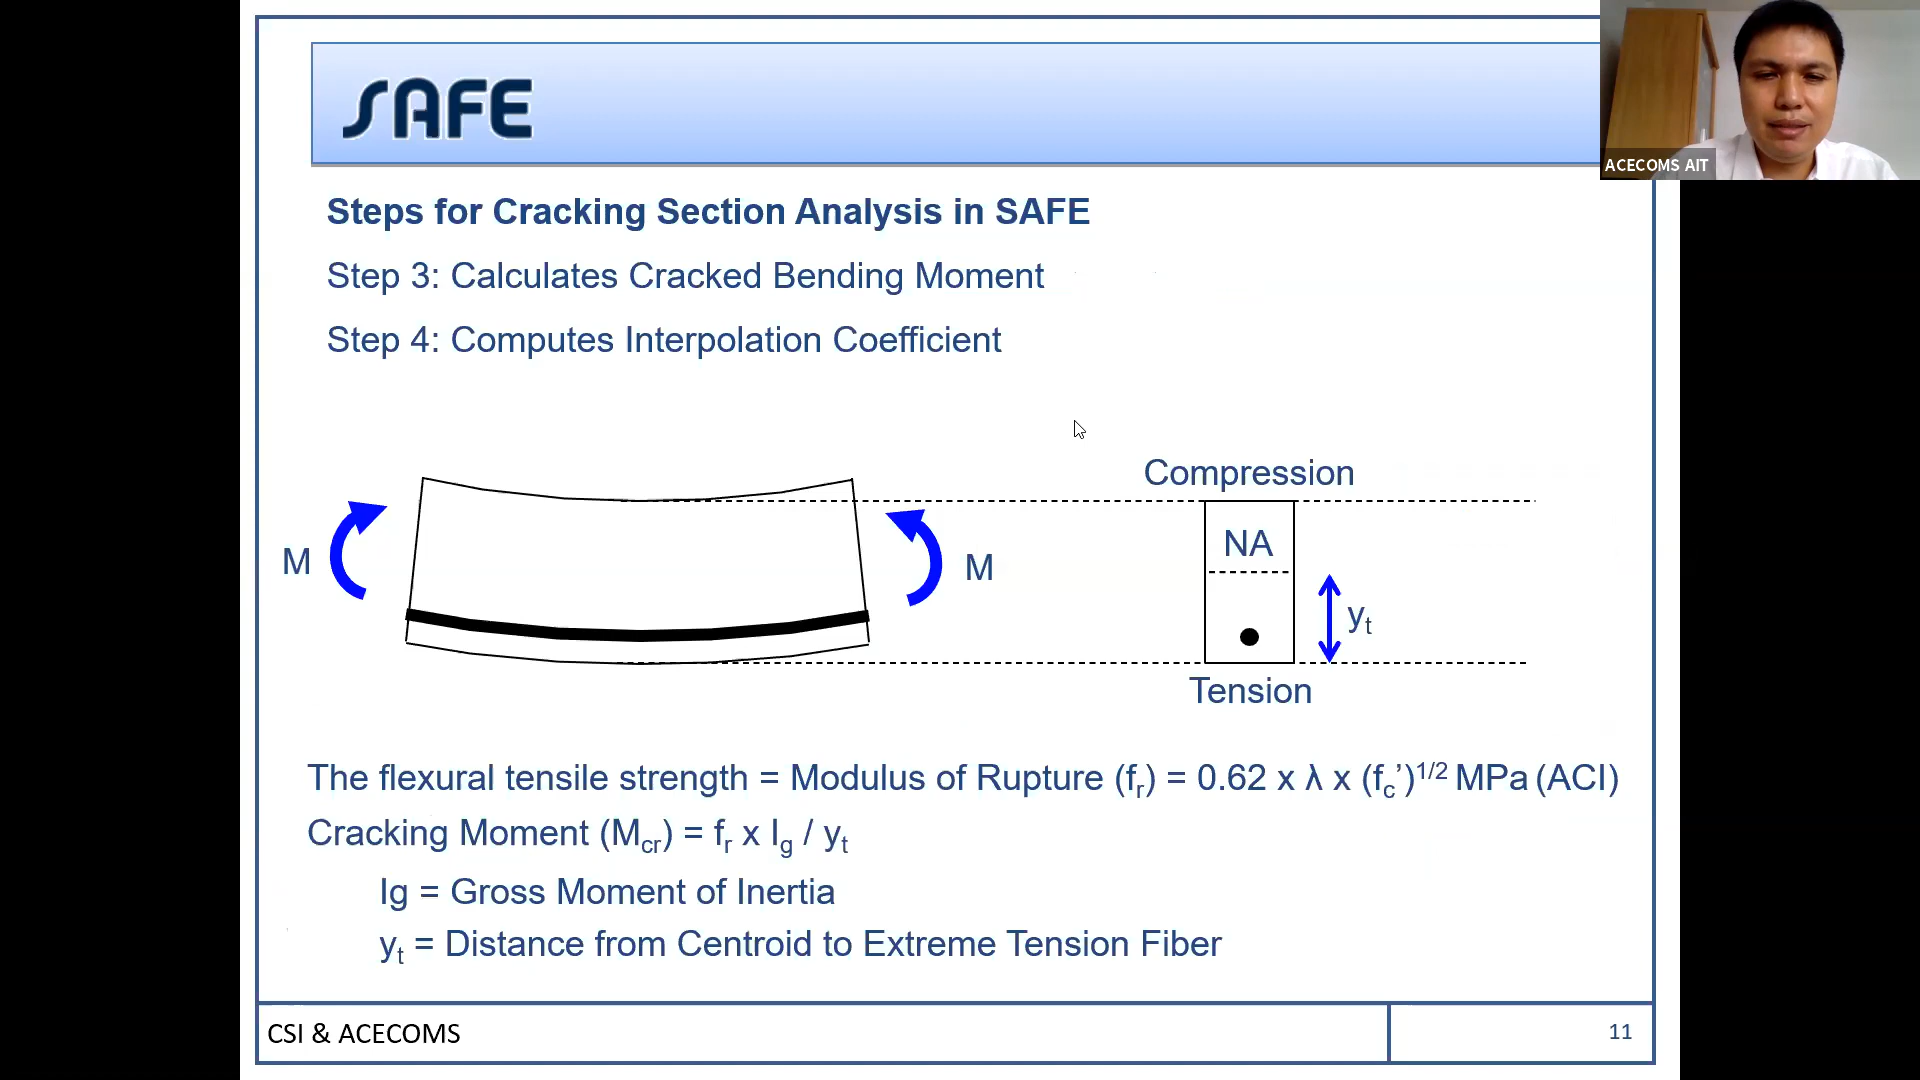 SAFE
ACECOMS AIT
Steps for Cracking Section Analysis in SAFE
Step 3: Calculates Cracked Bending Moment
Step 4: Computes Interpolation Coefficient
Compression
M
M
NA
yt
Tension
The flexural tensile strength = Modulus of Rupture (fr) = 0.62 x λ x (fc’)1/2 MPa (ACI)
Cracking Moment (Mcr) = fr x Ig / yt
Ig = Gross Moment of Inertia
yt = Distance from Centroid to Extreme Tension Fiber
CSI & ACECOMS
11